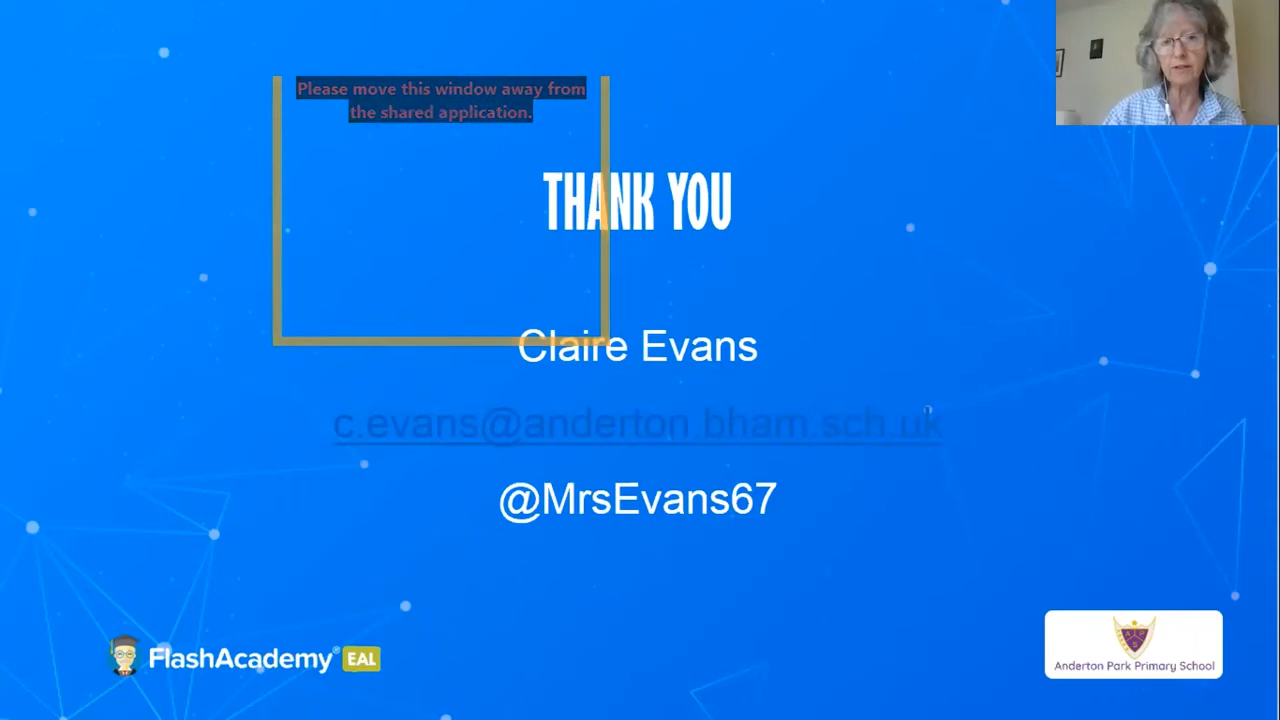 Please move this window away from
the shared application.
THANK YOU
Claire Evans
c.evans@anderton.bham.sch.uk
@MrsEvans67
FlashAcademy® EAL
Anderton Park Primary School